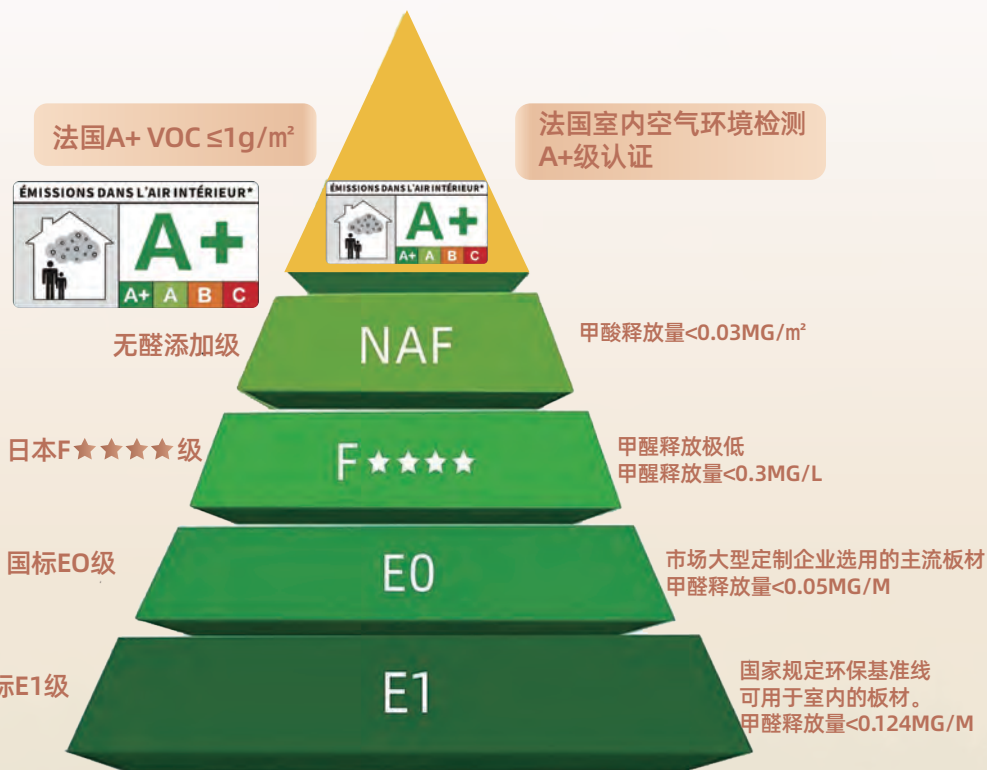 法国A+ VOC ≤1g/㎡
法国室内空气环境检测
A+级认证
ÉMISSIONS DANS L'AIR INTÉRIEUR*
A+
A+ A B C
ÉMISSIONS DANS L'AIR INTÉRIEUR*
A+
A+ A B C
无醛添加级
NAF
甲酸释放量<0.03MG/㎡
日本F★★★★级
F★★★★
甲醒释放极低
甲醒释放量<0.3MG/L
国标EO级
E0
市场大型定制企业选用的主流板材
甲醛释放量<0.05MG/M
标E1级
E1
国家规定环保基准线
可用于室内的板材。
甲醛释放量<0.124MG/M